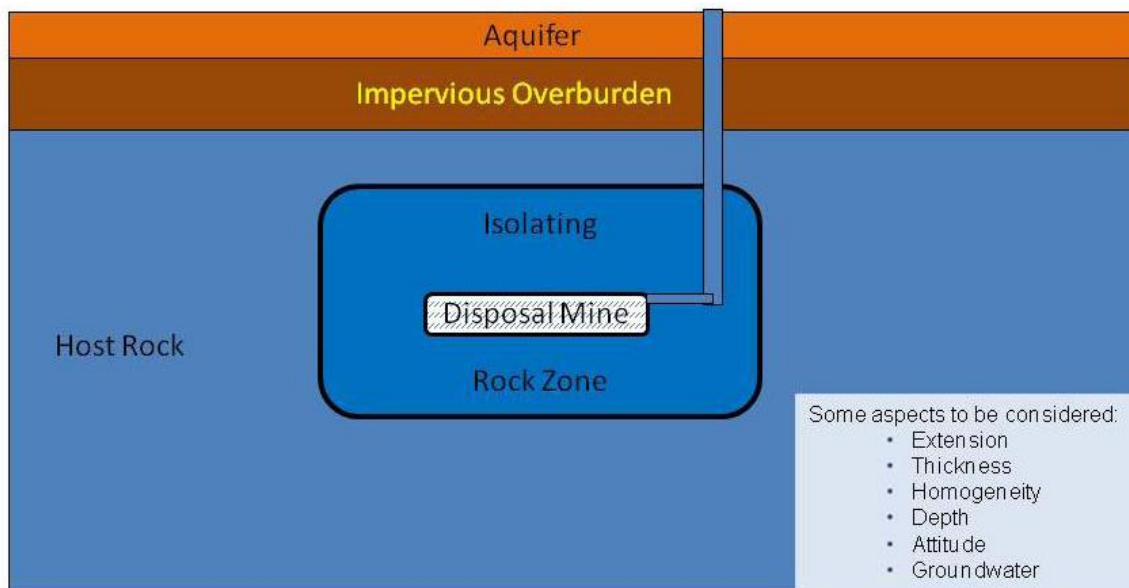 Aquifer
Impervious Overburden
Isolating
Disposal Mine
Host Rock
Rock Zone
Some aspects to be considered:
• Extension
• Thickness
• Homogeneity
• Depth
• Attitude
• Groundwater